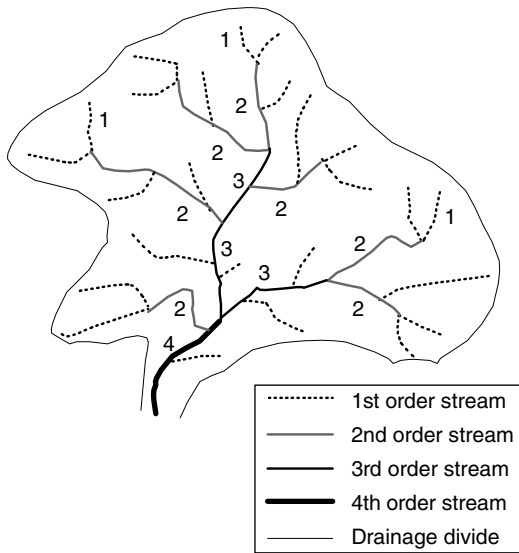 1
2
1
2
3
2
1
2
2
3
3
2
2
4
1st order stream
2nd order stream
3rd order stream
4th order stream
Drainage divide